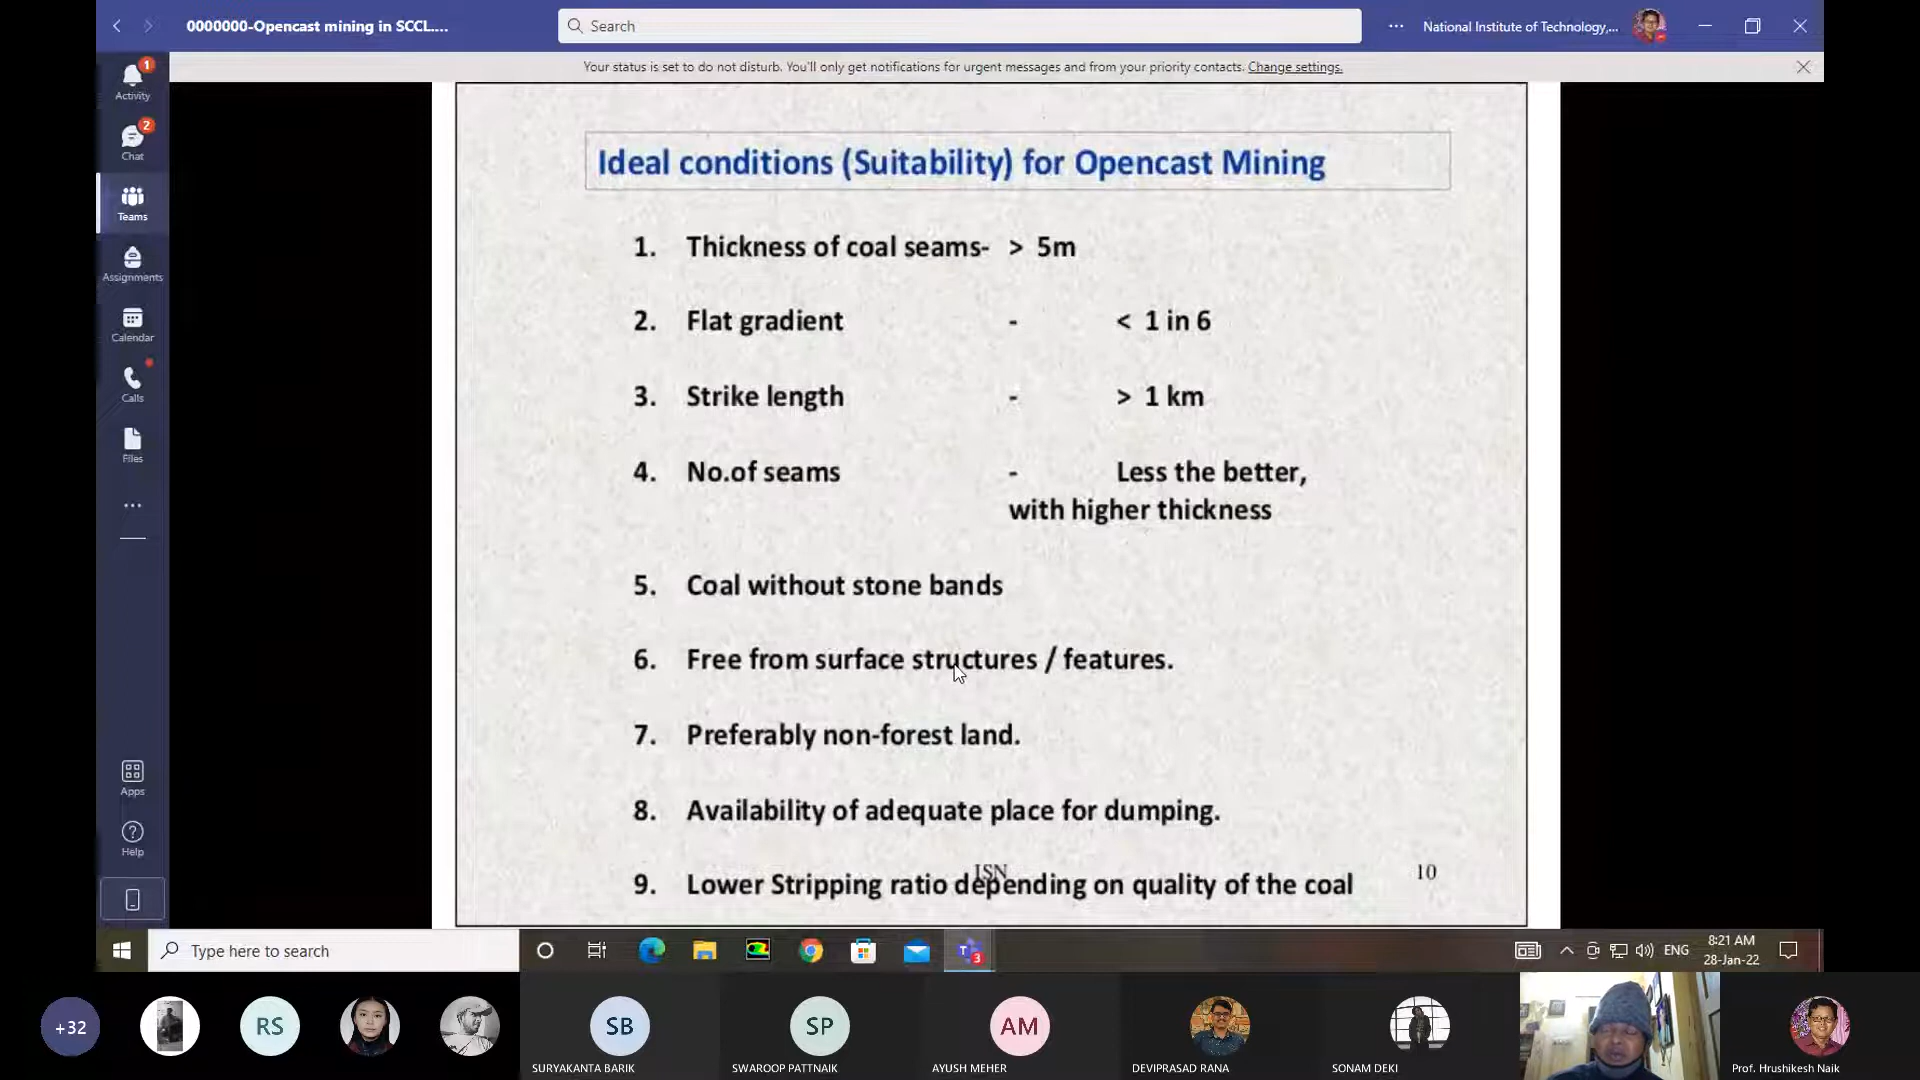 0000000-Opencast mining in SCCL....
Search
National Institute of Technology,...
Your status is set to do not disturb. You'll only get notifications for urgent messages and from your priority contacts. Change settings.
1
Activity
2
Chat
Teams
Assignments
Calendar
Calls
Files
Apps
Help
Ideal conditions (Suitability) for Opencast Mining
1. Thickness of coal seams- > 5m
2. Flat gradient - < 1 in 6
3. Strike length - > 1 km
4. No.of seams - Less the better,
with higher thickness
5. Coal without stone bands
6. Free from surface structures / features.
7. Preferably non-forest land.
8. Availability of adequate place for dumping.
ISN
10
9. Lower Stripping ratio depending on quality of the coal
Type here to search
3
ENG
8:21 AM
28-Jan-22
+32
RS
SB
SP
AM
SURYAKANTA BARIK
SWAROOP PATTNAIK
AYUSH MEHER
DEVIPRASAD RANA
SONAM DEKI
Prof. Hrushikesh Naik